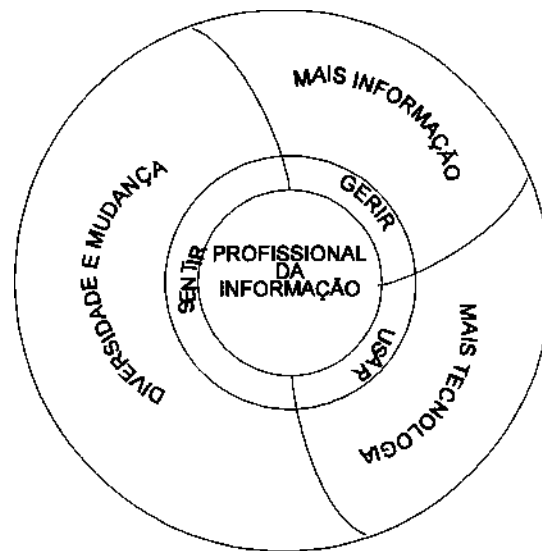 MAIS INFORMAÇÃO
GERIR
DIVERSIDADE E MUDANÇA
SENTIR
PROFISSIONAL
DA
INFORMAÇÃO
USAR
MAIS TECNOLOGIA